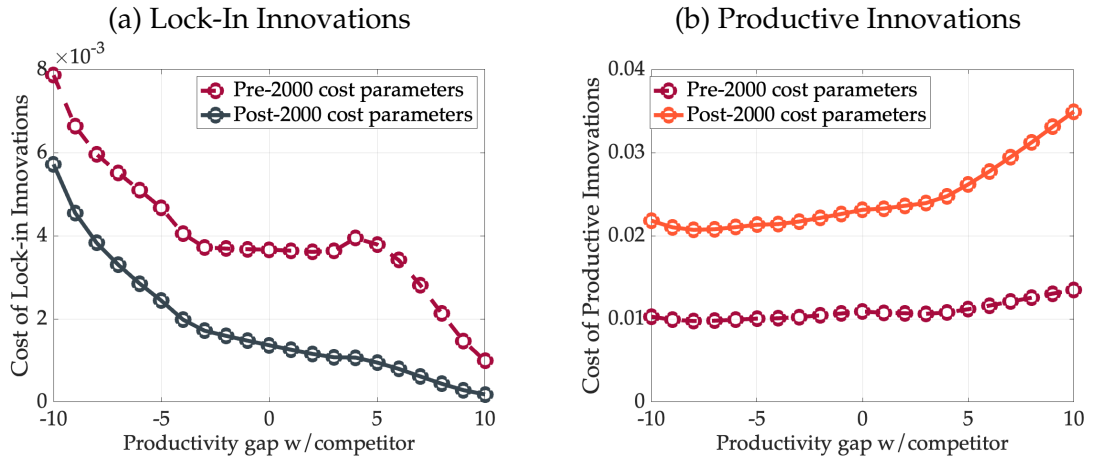 (a) Lock-In Innovations
×10⁻³
8
6
4
2
0
Cost of Lock-in Innovations
Pre-2000 cost parameters
Post-2000 cost parameters
-10 -5 0 5 10
Productivity gap w/competitor
(b) Productive Innovations
0.04
0.03
0.02
0.01
0
Cost of Productive Innovations
Pre-2000 cost parameters
Post-2000 cost parameters
-10 -5 0 5 10
Productivity gap w/competitor